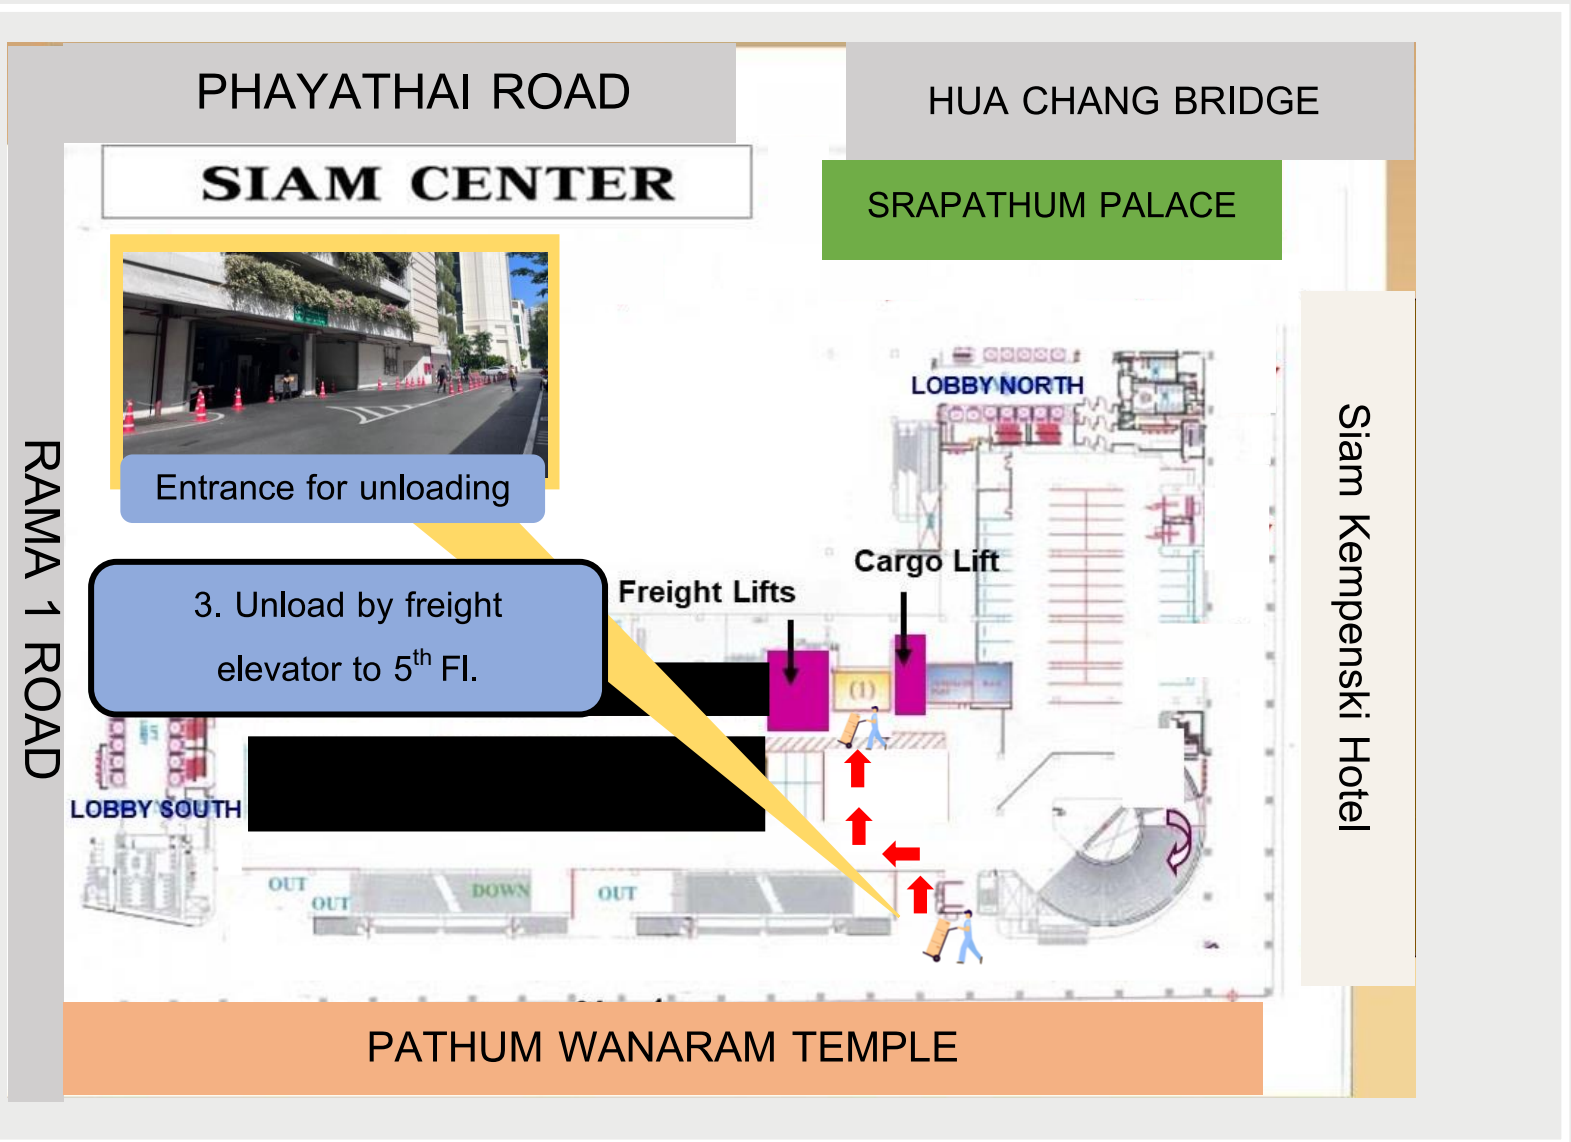 PHAYATHAI ROAD
HUA CHANG BRIDGE
SIAM CENTER
SRAPATHUM PALACE
LOBBY NORTH
Entrance for unloading
RAMA 1 ROAD
Siam Kempenski Hotel
Cargo Lift
Freight Lifts
3. Unload by freight
elevator to 5th Fl.
(1)
LOBBY SOUTH
OUT
OUT
DOWN
OUT
PATHUM WANARAM TEMPLE